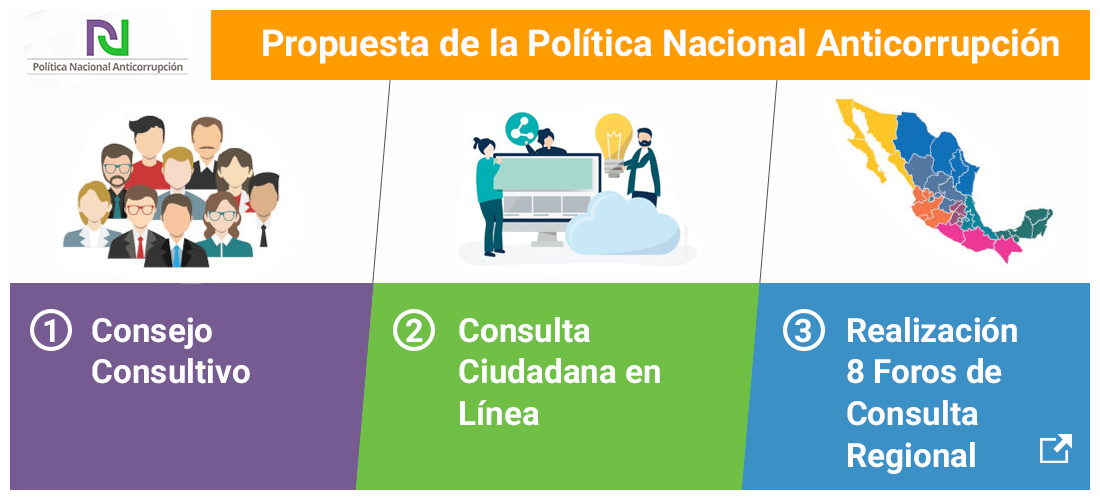 Política Nacional Anticorrupción
Propuesta de la Política Nacional Anticorrupción
1 Consejo
Consultivo
2 Consulta
Ciudadana en
Línea
3 Realización
8 Foros de
Consulta
Regional